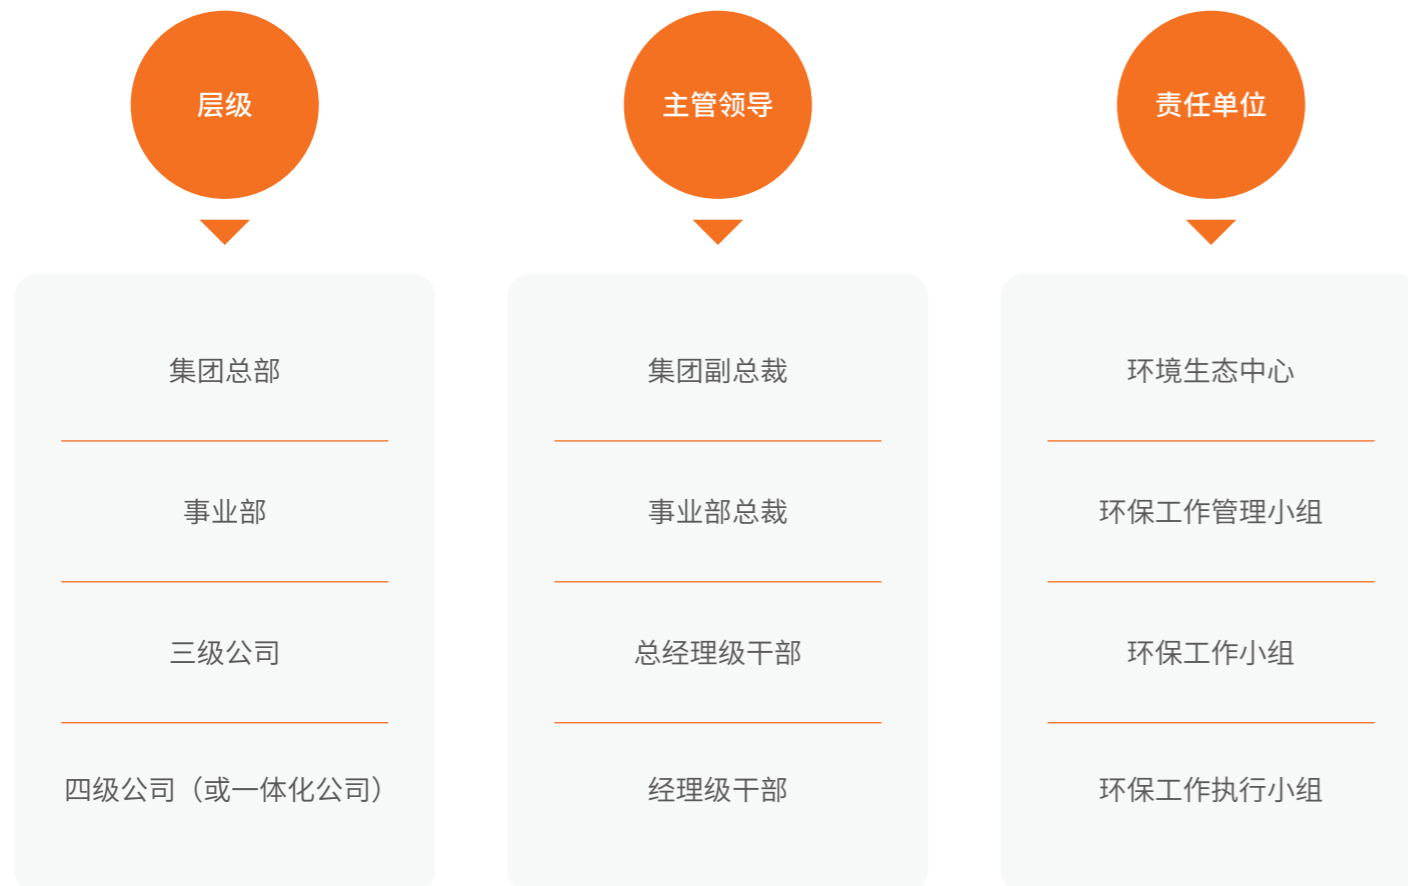 层级
主管领导
责任单位
集团总部
集团副总裁
环境生态中心
事业部
事业部总裁
环保工作管理小组
三级公司
总经理级干部
环保工作小组
四级公司（或一体化公司）
经理级干部
环保工作执行小组